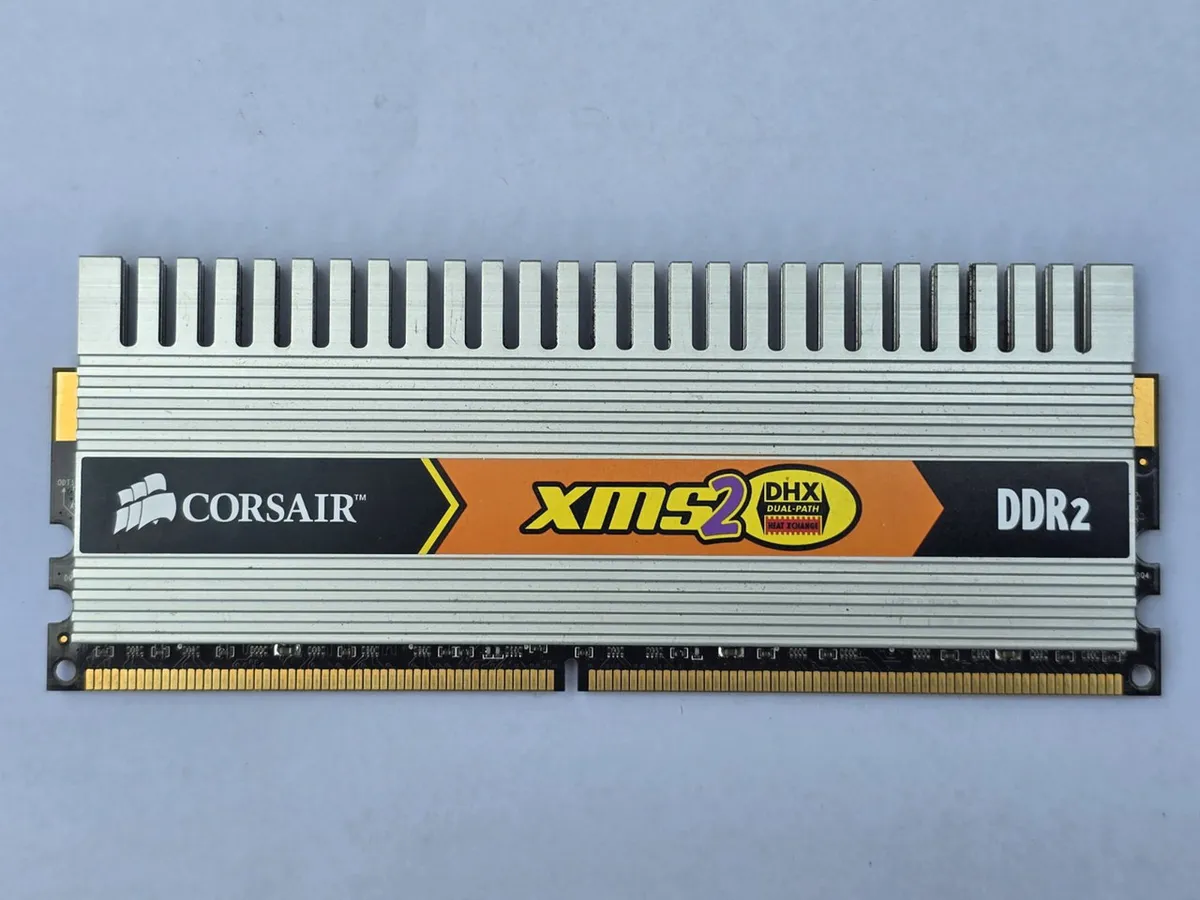 CORSAIR™
XMS2
DHX
DUAL-PATH
HEAT XCHANGE
DDR2